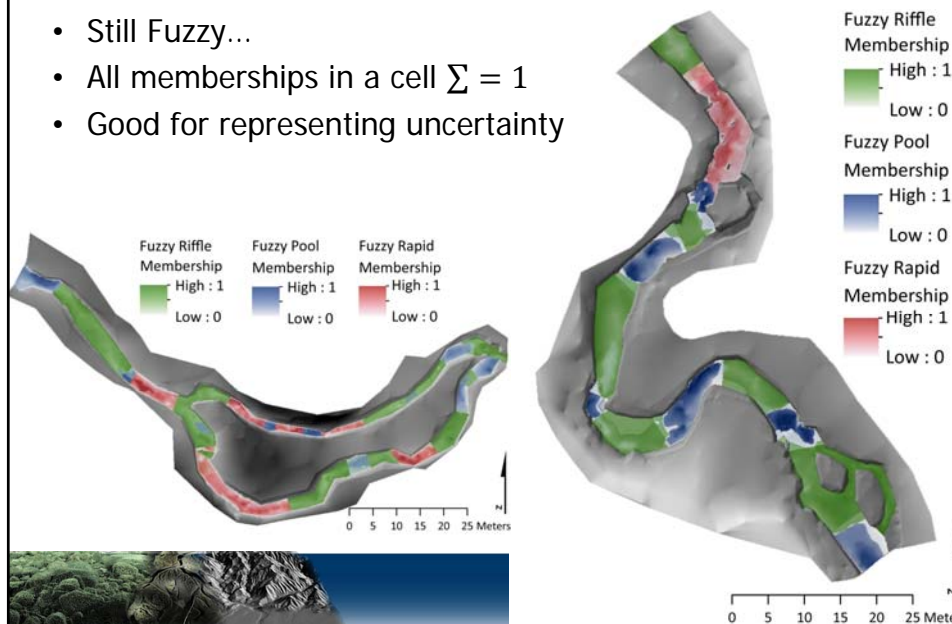 • Still Fuzzy...
• All memberships in a cell ∑ = 1
• Good for representing uncertainty
Fuzzy Riffle
Membership
High : 1
Low : 0
Fuzzy Pool
Membership
High : 1
Low : 0
Fuzzy Rapid
Membership
High : 1
Low : 0
Fuzzy Riffle Fuzzy Pool Fuzzy Rapid
Membership Membership Membership
High : 1 High : 1 High : 1
Low : 0 Low : 0 Low : 0
z
0 5 10 15 20 25 Meters
z
0 5 10 15 20 25 Mete